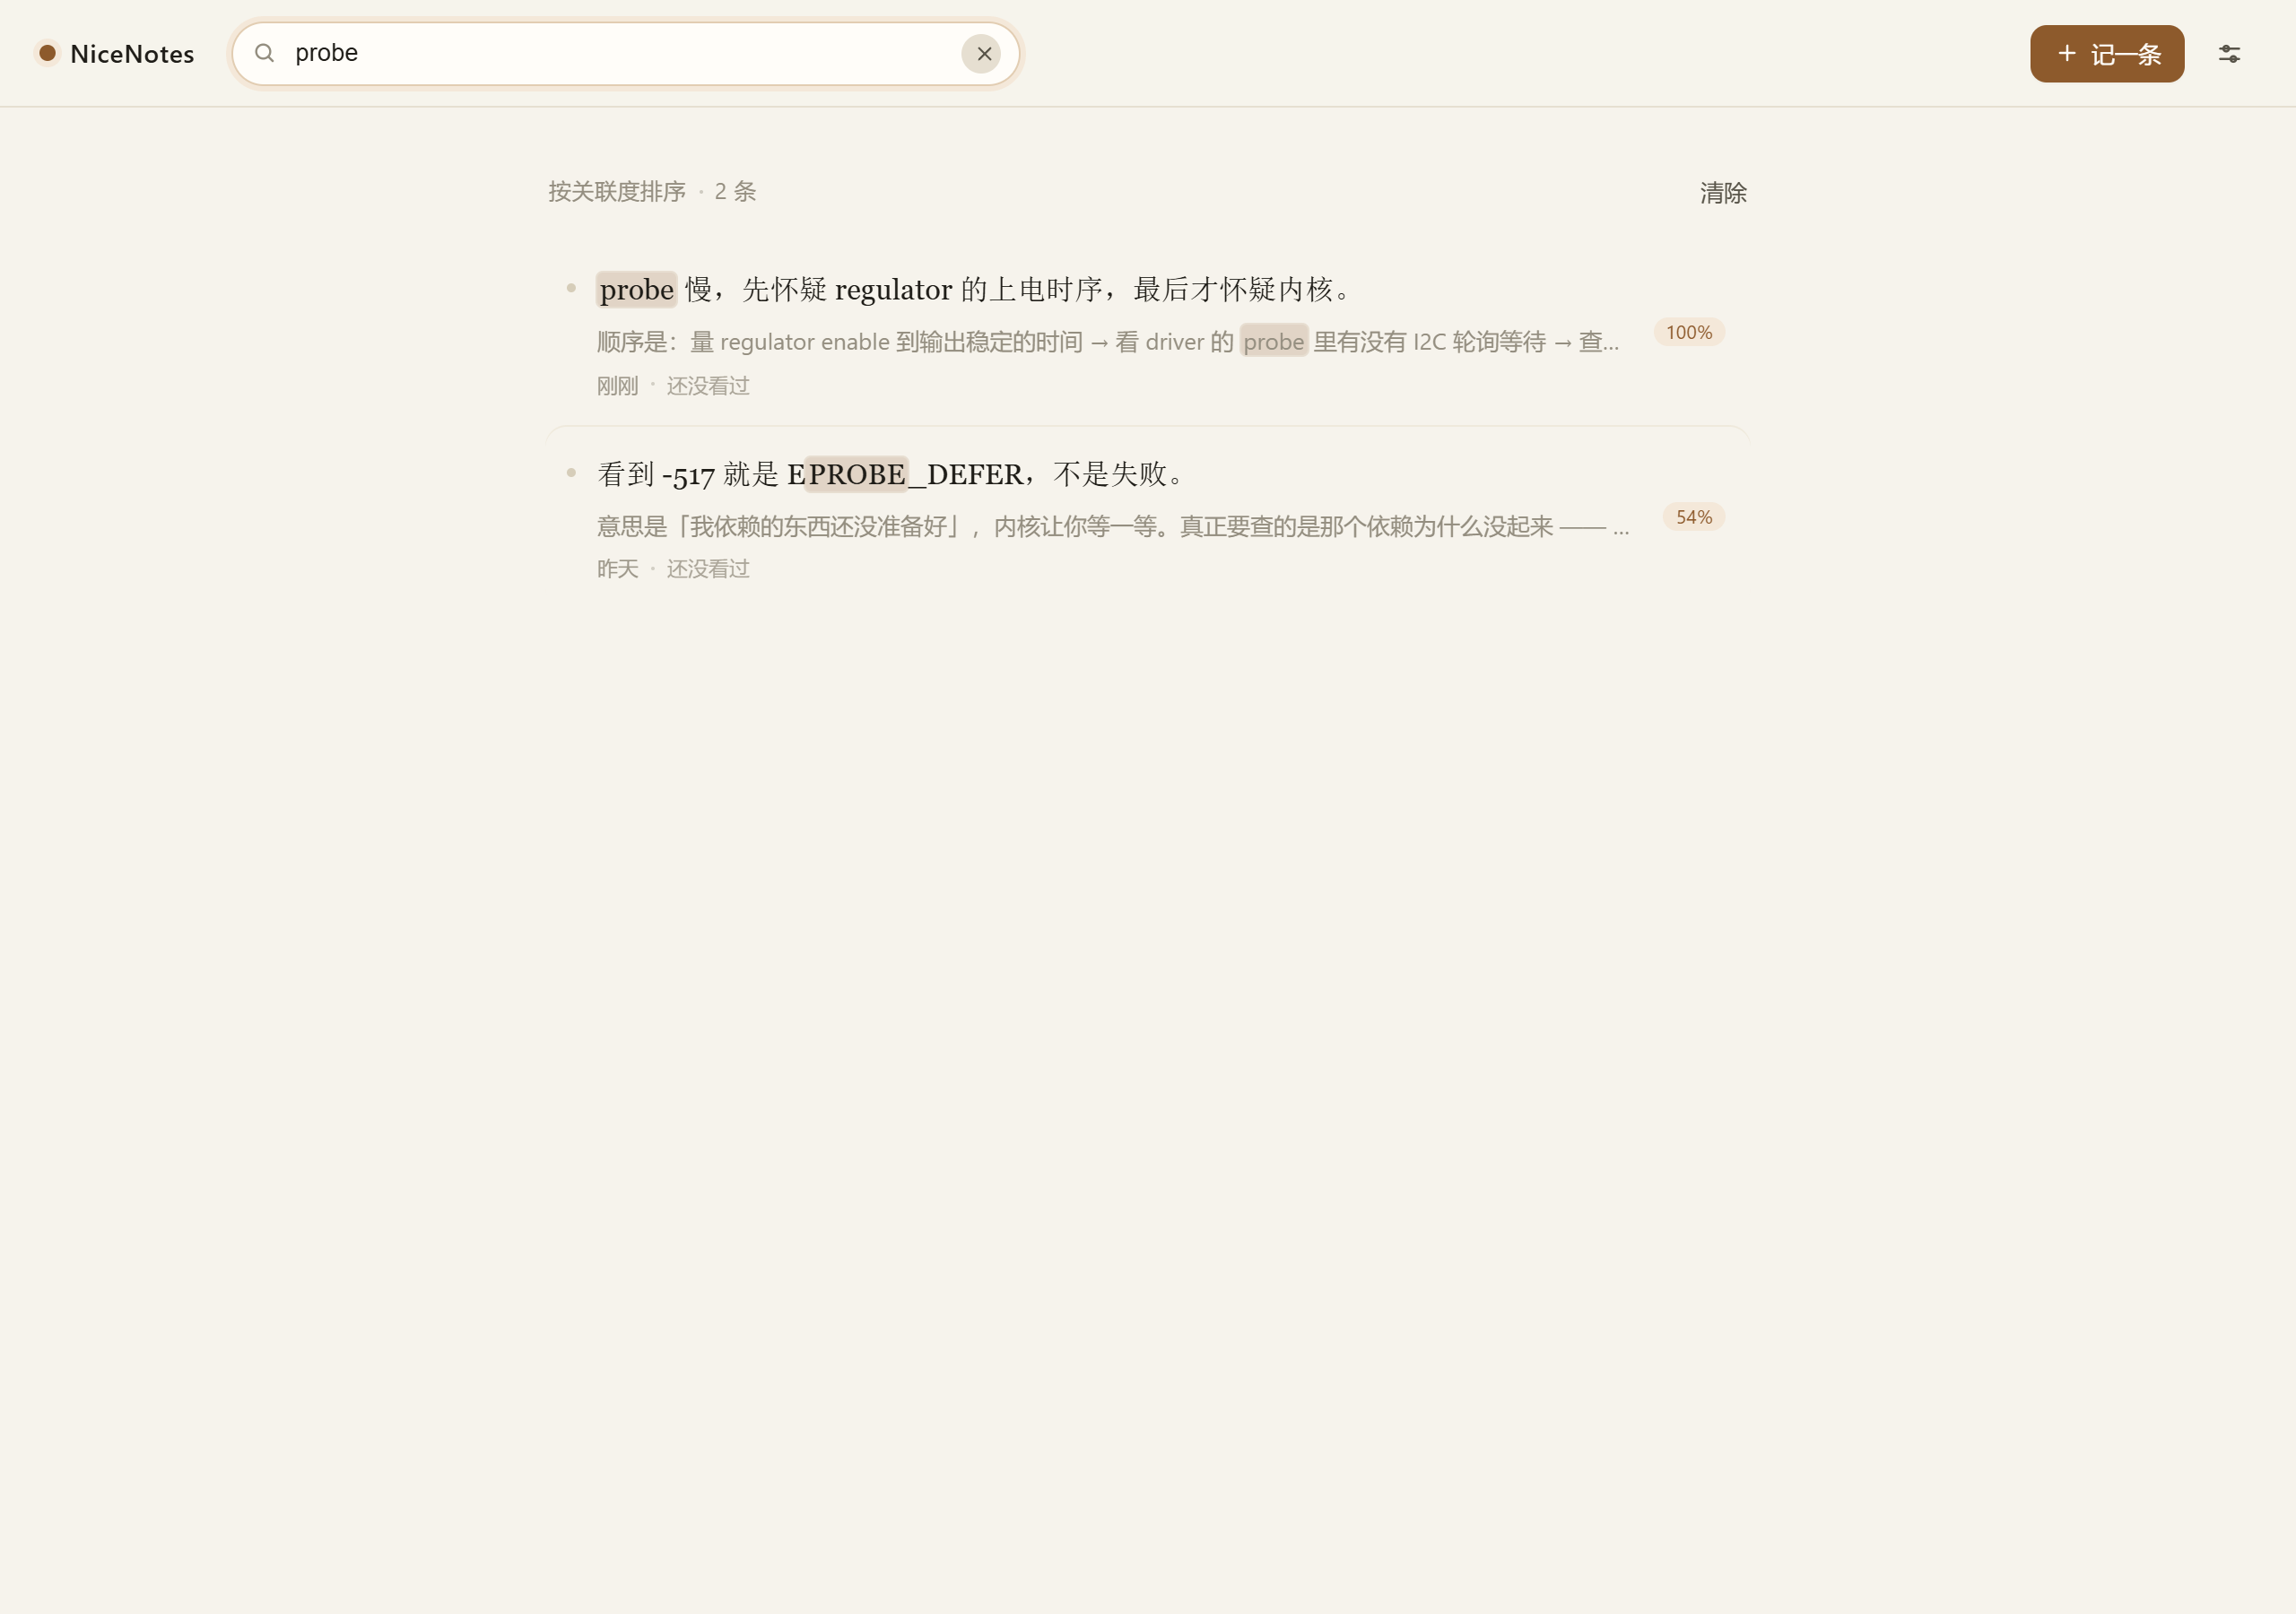 NiceNotes
probe
记一条
按关联度排序 · 2 条
清除
probe 慢，先怀疑 regulator 的上电时序，最后才怀疑内核。
顺序是：量 regulator enable 到输出稳定的时间 → 看 driver 的 probe 里有没有 I2C 轮询等待 → 查...
100%
刚刚 · 还没看过
看到 -517 就是 EPROBE_DEFER，不是失败。
意思是「我依赖的东西还没准备好」，内核让你等一等。真正要查的是那个依赖为什么没起来 —— ...
54%
昨天 · 还没看过